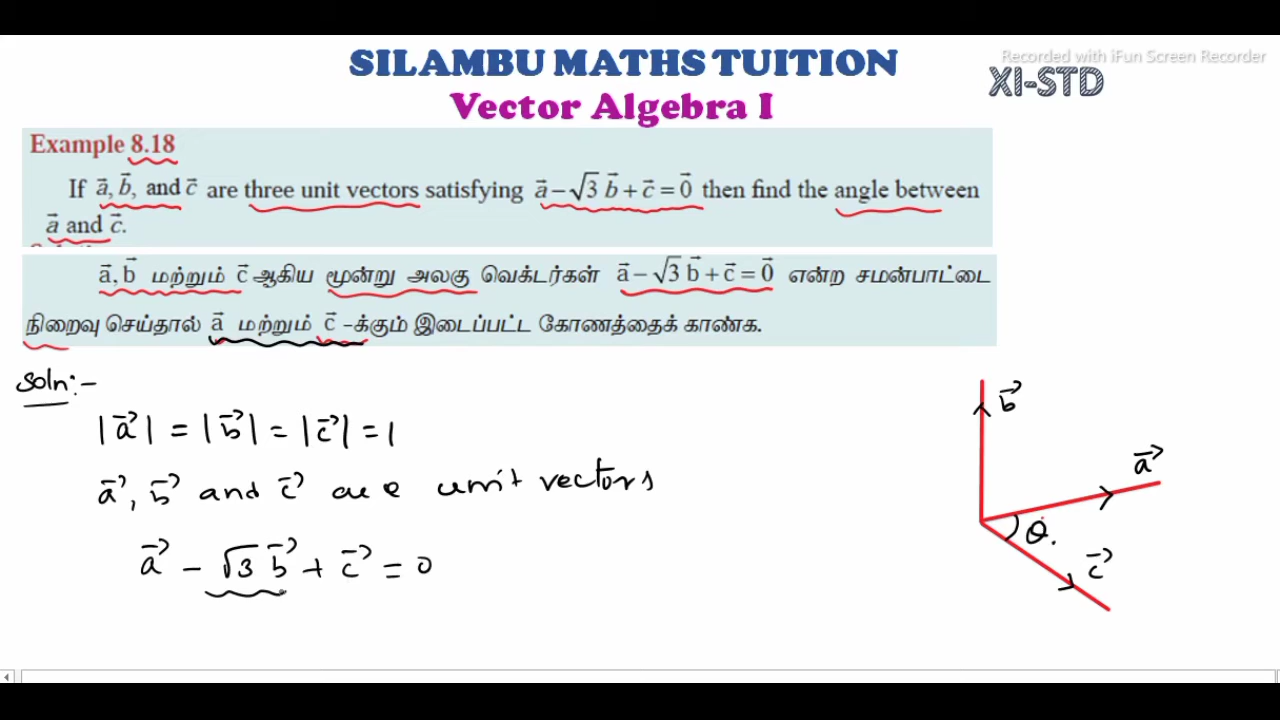 SILAMBU MATHS TUITION
Recorded with iFun Screen Recorder
XI-STD
Vector Algebra I
Example 8.18
If a⃗, b⃗, and c⃗ are three unit vectors satisfying a⃗ − √3 b⃗ + c⃗ = 0⃗ then find the angle between
a⃗ and c⃗.
a⃗, b⃗ மற்றும் c⃗ ஆகிய மூன்று அலகு வெக்டர்கள் a⃗ − √3 b⃗ + c⃗ = 0⃗ என்ற சமன்பாட்டை
நிறைவு செய்தால் a⃗ மற்றும் c⃗ -க்கும் இடைப்பட்ட கோணத்தைக் காண்க.
Soln:-
|a⃗| = |b⃗| = |c⃗| = 1
a⃗, b⃗ and c⃗ are unit vectors
a⃗ − √3 b⃗ + c⃗ = 0
b⃗
a⃗
θ.
c⃗